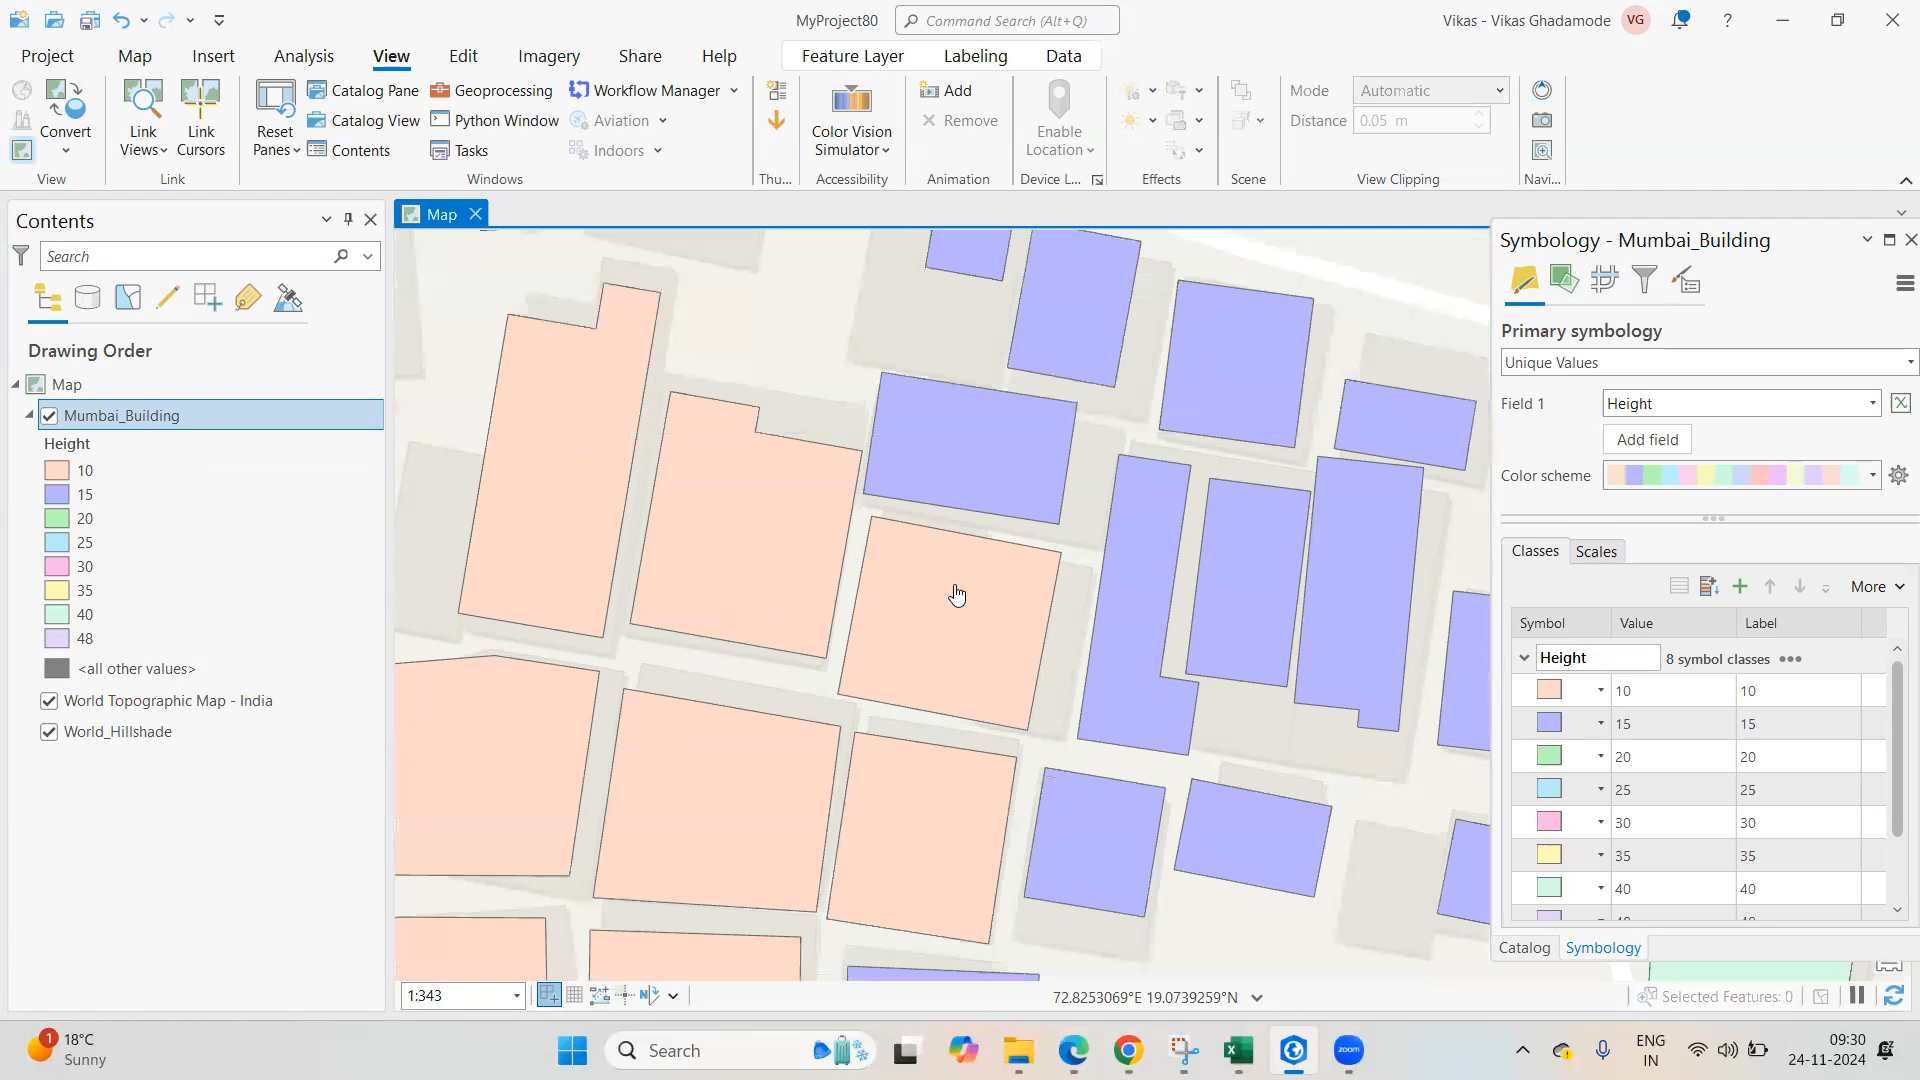 MyProject80
Command Search (Alt+Q)
Vikas - Vikas Ghadamode
VG
?
Project
Map
Insert
Analysis
View
Edit
Imagery
Share
Help
Feature Layer
Labeling
Data
Convert
Link Views
Link Cursors
Reset Panes
Catalog Pane
Catalog View
Contents
Geoprocessing
Python Window
Tasks
Workflow Manager
Aviation
Indoors
Color Vision Simulator
Add
Remove
Enable Location
Mode
Automatic
Distance
0.05 m
View
Link
Windows
Thu...
Accessibility
Animation
Device L...
Effects
Scene
View Clipping
Navi...
Contents
Search
Drawing Order
Map
Mumbai_Building
Height
10
15
20
25
30
35
40
48
<all other values>
World Topographic Map - India
World_Hillshade
Map
1:343
72.8253069°E 19.0739259°N
Selected Features: 0
Symbology - Mumbai_Building
Primary symbology
Unique Values
Field 1
Height
Add field
Color scheme
Classes
Scales
More
Symbol
Value
Label
Height
8 symbol classes
10
10
15
15
20
20
25
25
30
30
35
35
40
40
Catalog
Symbology
1
18°C
Sunny
Search
zoom
ENG
IN
09:30
24-11-2024